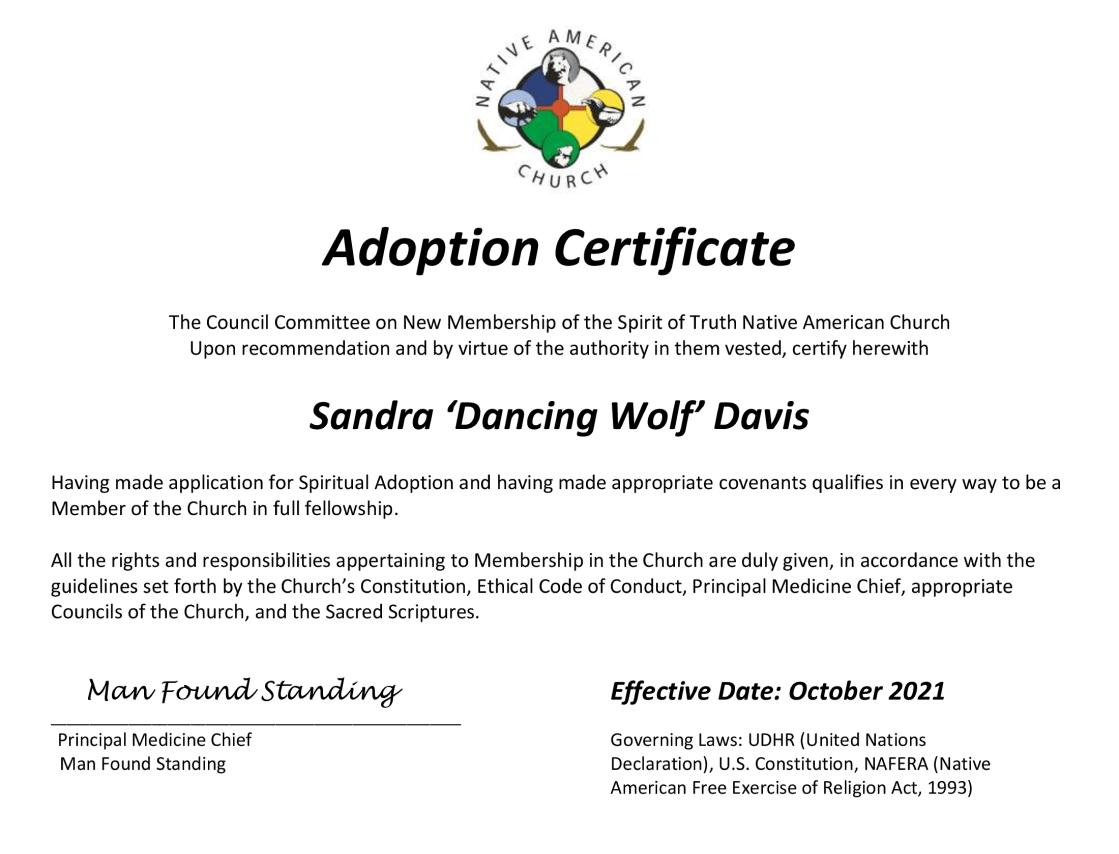 NATIVE AMERICAN
CHURCH
Adoption Certificate
The Council Committee on New Membership of the Spirit of Truth Native American Church
Upon recommendation and by virtue of the authority in them vested, certify herewith
Sandra ‘Dancing Wolf’ Davis
Having made application for Spiritual Adoption and having made appropriate covenants qualifies in every way to be a
Member of the Church in full fellowship.
All the rights and responsibilities appertaining to Membership in the Church are duly given, in accordance with the
guidelines set forth by the Church’s Constitution, Ethical Code of Conduct, Principal Medicine Chief, appropriate
Councils of the Church, and the Sacred Scriptures.
Man Found Standing
Principal Medicine Chief
Man Found Standing
Effective Date: October 2021
Governing Laws: UDHR (United Nations
Declaration), U.S. Constitution, NAFERA (Native
American Free Exercise of Religion Act, 1993)